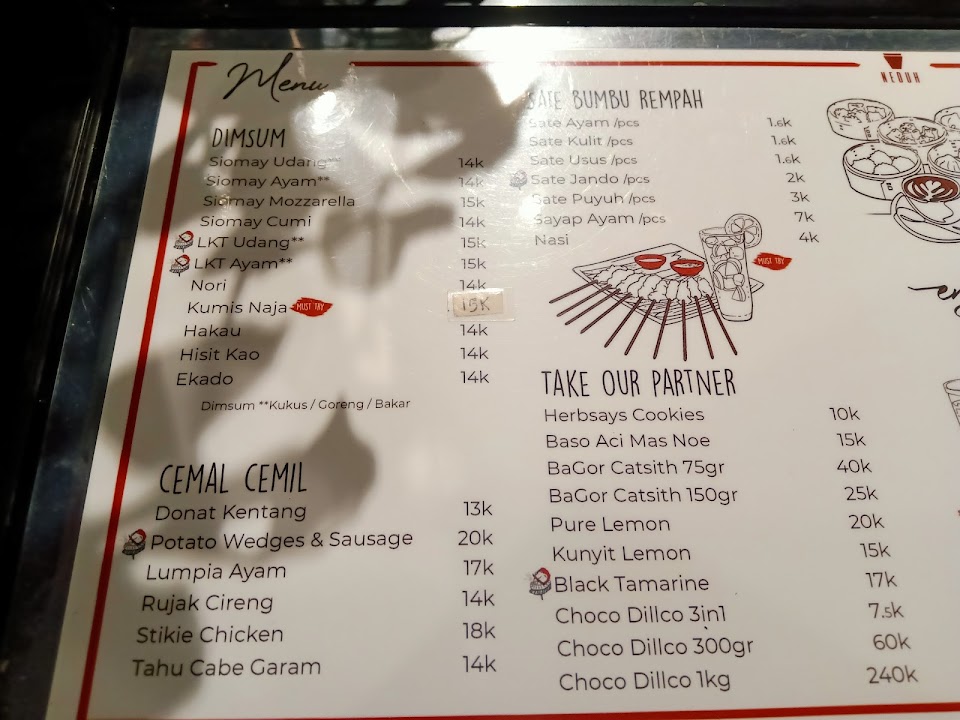 Menu
DIMSUM
Siomay Udang** 14k
Siomay Ayam** 14k
Siomay Mozzarella 15k
Siomay Cumi 14k
LKT Udang** 15k
LKT Ayam** 15k
Nori 14k
Kumis Naja MUST TRY 15K
Hakau 14k
Hisit Kao 14k
Ekado 14k
Dimsum **Kukus / Goreng / Bakar
CEMAL CEMIL
Donat Kentang 13k
Potato Wedges & Sausage 20k
Lumpia Ayam 17k
Rujak Cireng 14k
Stikie Chicken 18k
Tahu Cabe Garam 14k
NEDUH
SATE BUMBU REMPAH
Sate Ayam /pcs 1.6k
Sate Kulit /pcs 1.6k
Sate Usus /pcs 1.6k
Sate Jando /pcs 2k
Sate Puyuh /pcs 3k
Sayap Ayam /pcs 7k
Nasi 4k
MUST TRY
TAKE OUR PARTNER
Herbsays Cookies 10k
Baso Aci Mas Noe 15k
BaGor Catsith 75gr 40k
BaGor Catsith 150gr 25k
Pure Lemon 20k
Kunyit Lemon 15k
Black Tamarine 17k
Choco Dillco 3in1 7.5k
Choco Dillco 300gr 60k
Choco Dillco 1kg 240k